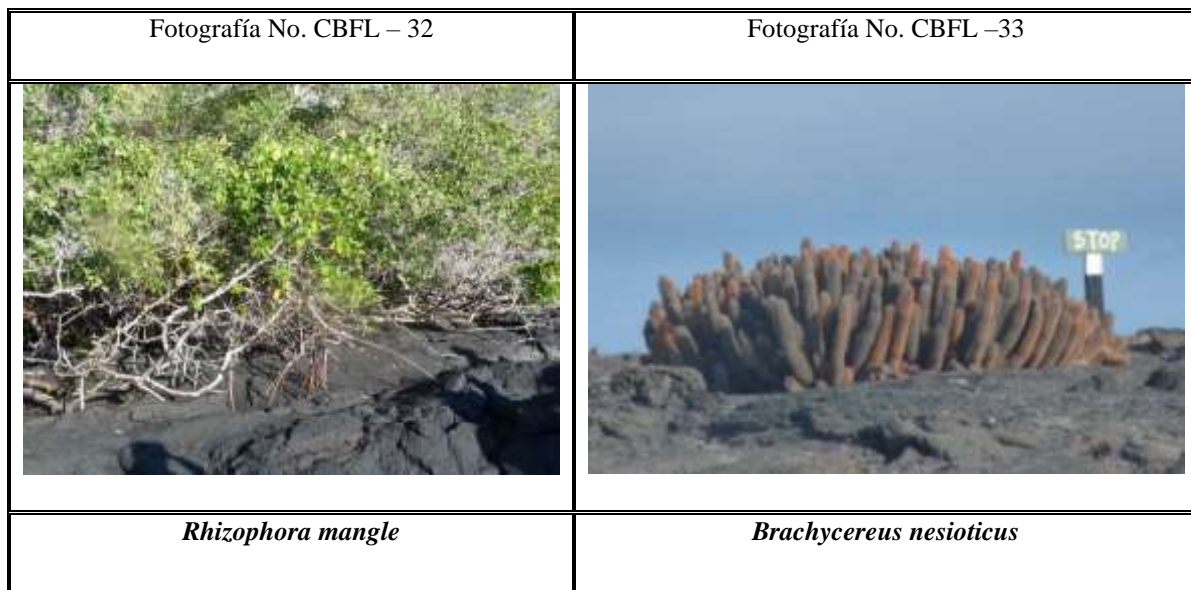 Fotografía No. CBFL – 32
Fotografía No. CBFL –33
STOP
Rhizophora mangle
Brachycereus nesioticus